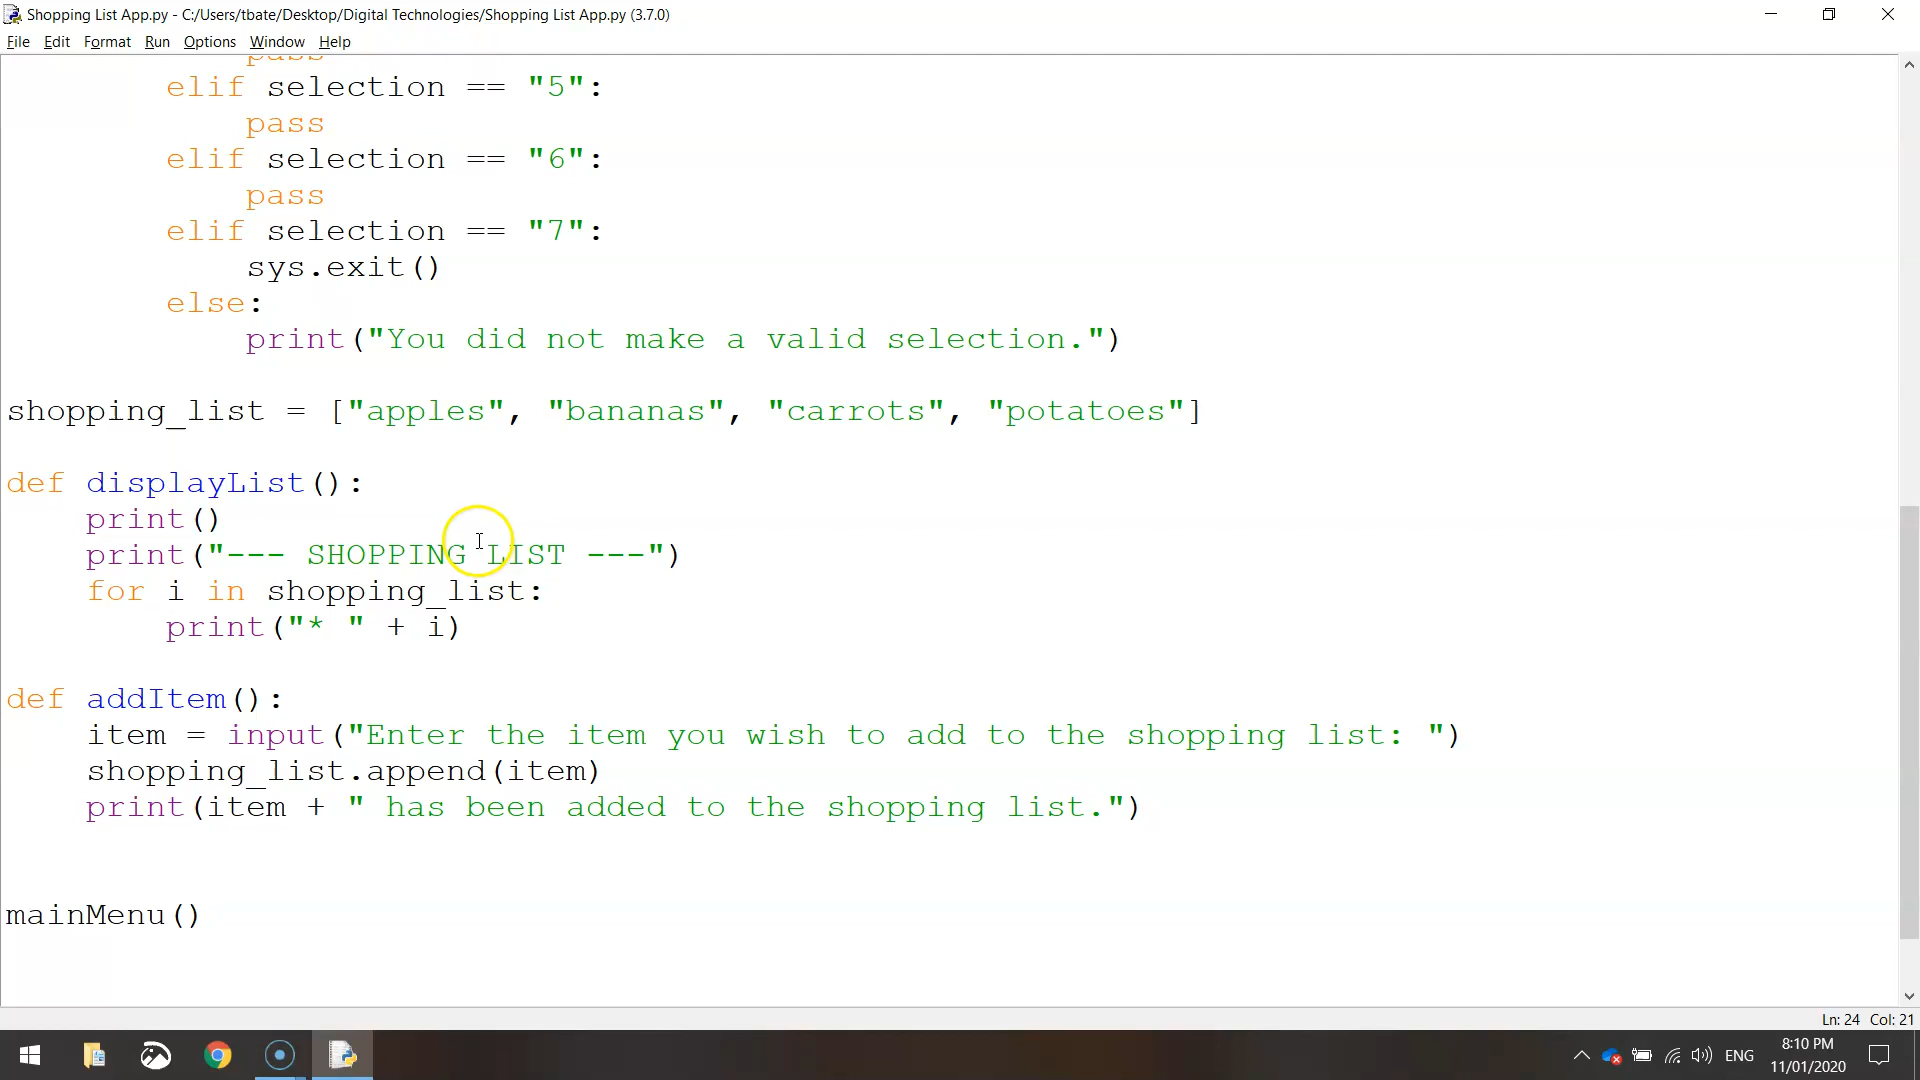 Shopping List App.py - C:/Users/tbate/Desktop/Digital Technologies/Shopping List App.py (3.7.0)
File Edit Format Run Options Window Help
pass
elif selection == "5":
pass
elif selection == "6":
pass
elif selection == "7":
sys.exit()
else:
print("You did not make a valid selection.")
shopping_list = ["apples", "bananas", "carrots", "potatoes"]
def displayList():
print()
print("--- SHOPPING LIST ---")
for i in shopping_list:
print("* " + i)
def addItem():
item = input("Enter the item you wish to add to the shopping list: ")
shopping_list.append(item)
print(item + " has been added to the shopping list.")
mainMenu()
Ln: 24 Col: 21
ENG
8:10 PM
11/01/2020